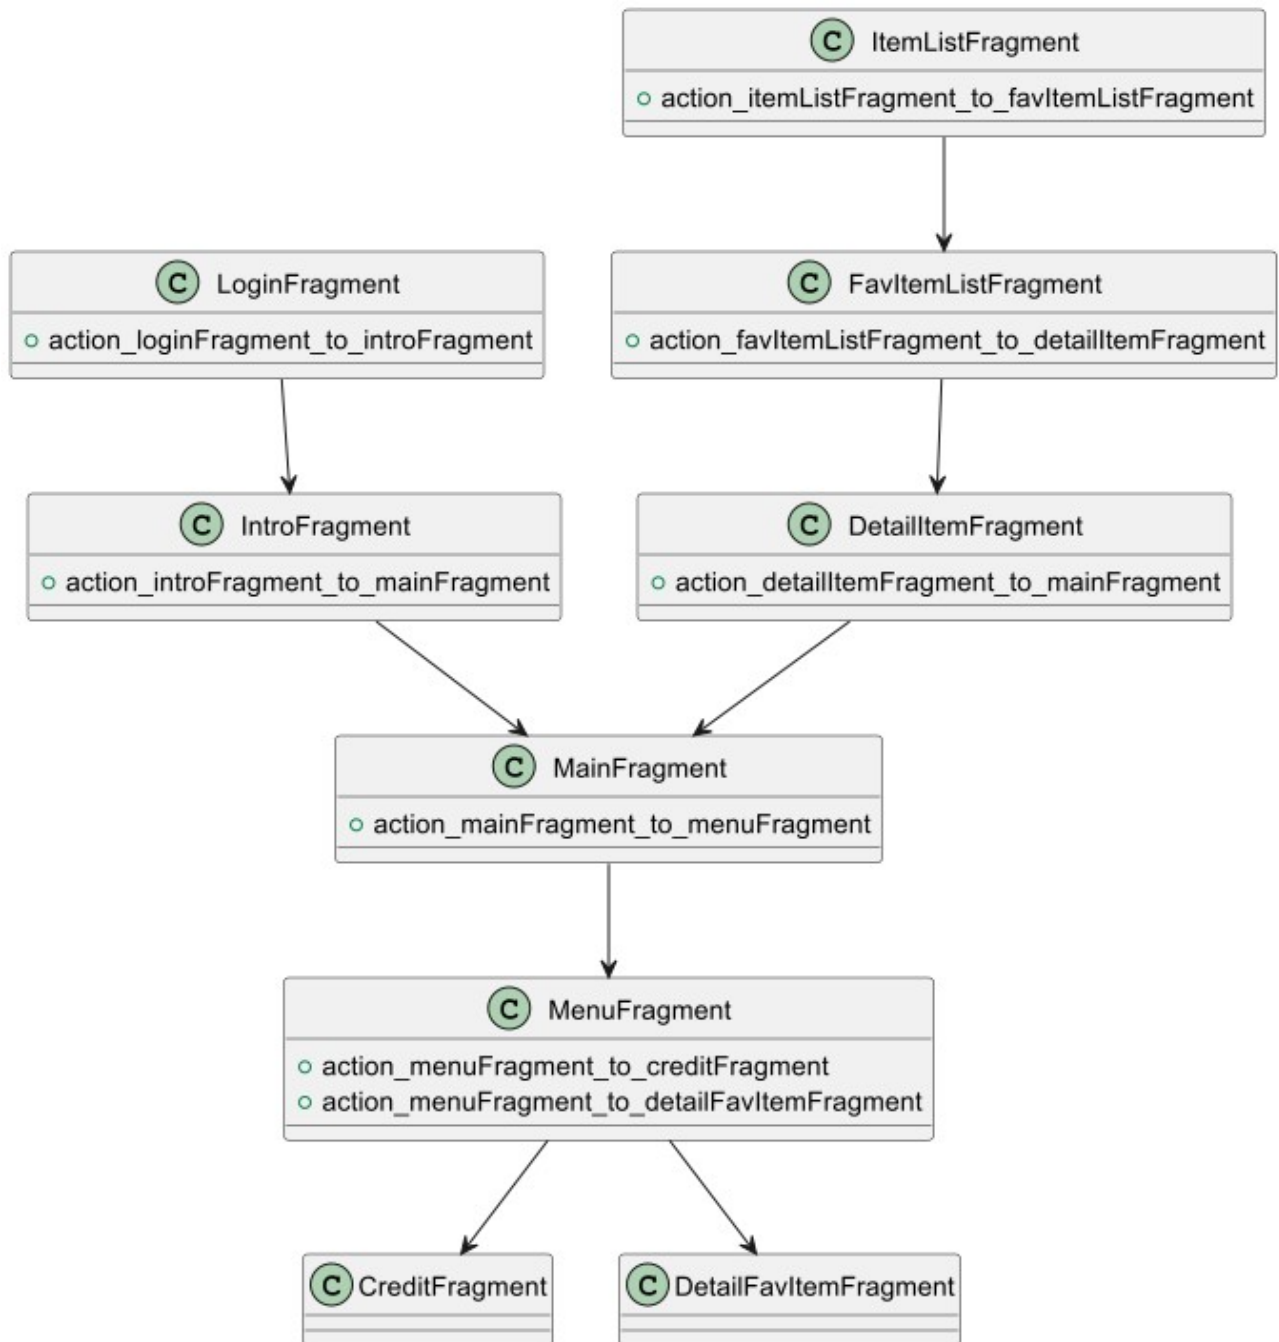 C ItemListFragment
action_itemListFragment_to_favItemListFragment
C LoginFragment
action_loginFragment_to_introFragment
C FavItemListFragment
action_favItemListFragment_to_detailItemFragment
C IntroFragment
action_introFragment_to_mainFragment
C DetailItemFragment
action_detailItemFragment_to_mainFragment
C MainFragment
action_mainFragment_to_menuFragment
C MenuFragment
action_menuFragment_to_creditFragment
action_menuFragment_to_detailFavItemFragment
C CreditFragment
C DetailFavItemFragment